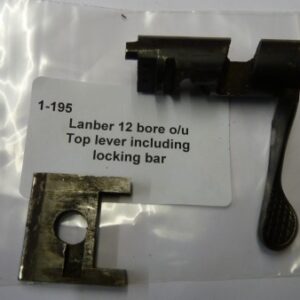 1-195
Lanber 12 bore o/u
Top lever including
locking bar